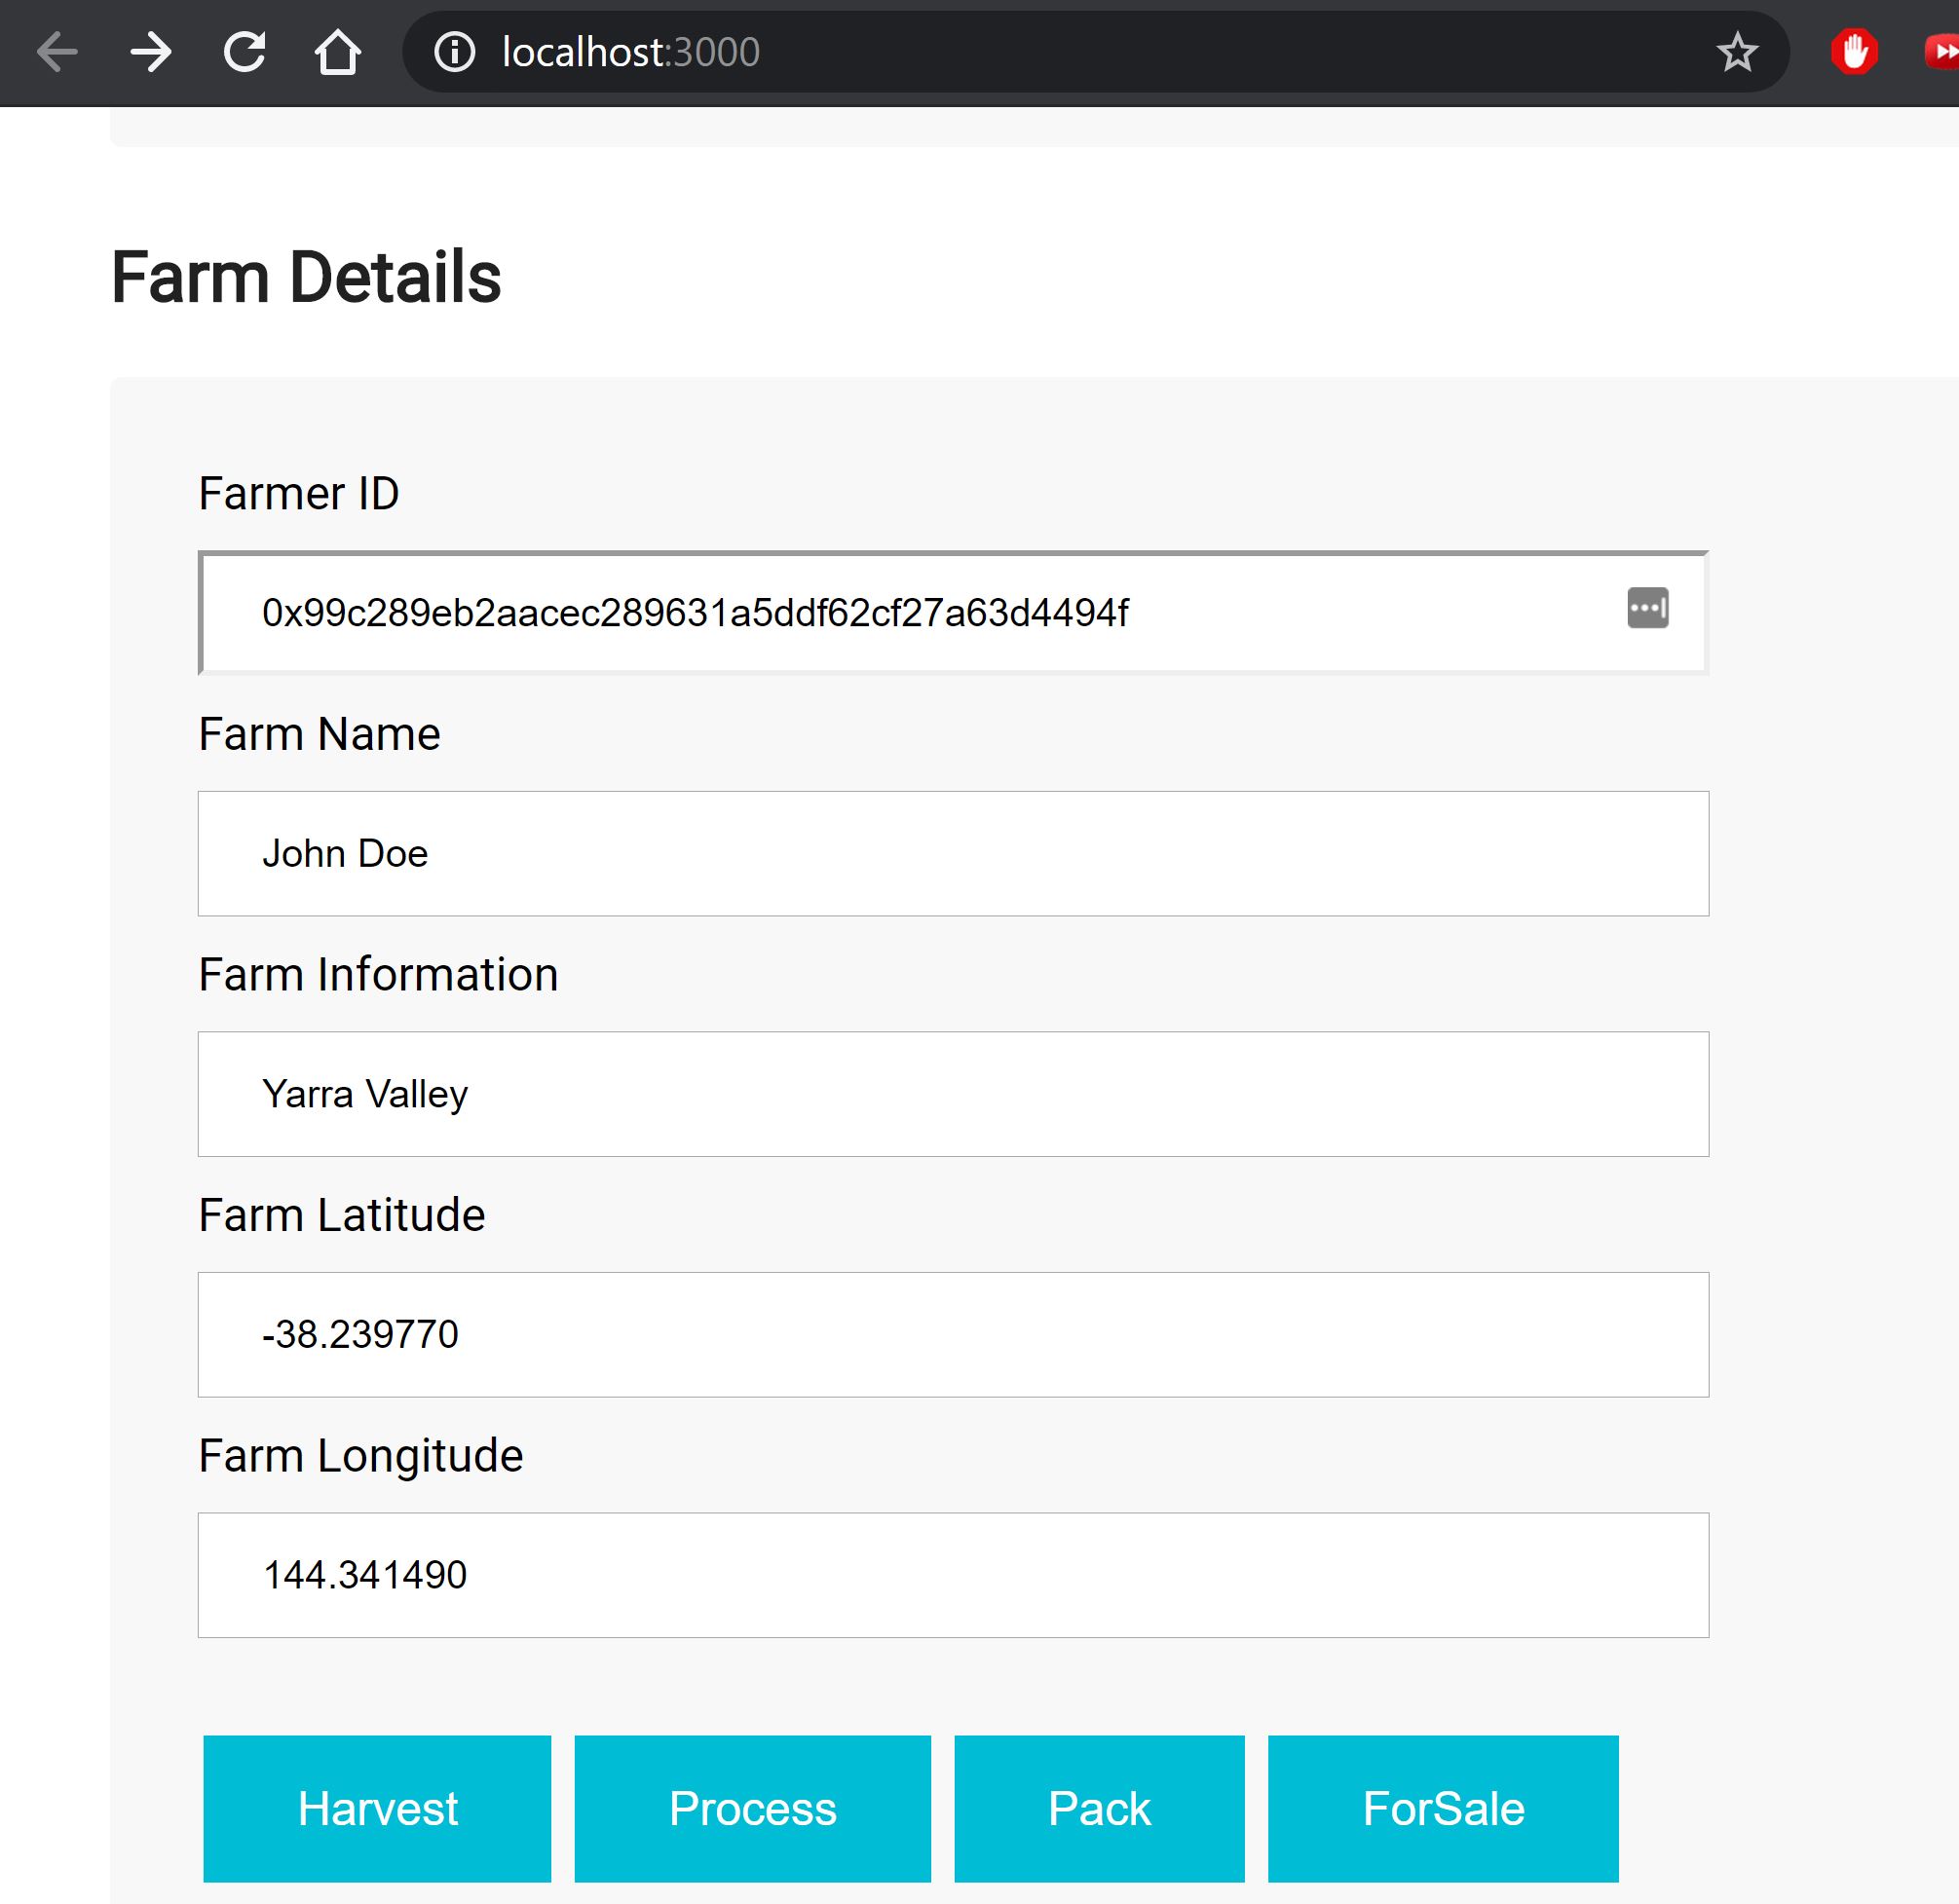 localhost:3000
Farm Details
Farmer ID
0x99c289eb2aacec289631a5ddf62cf27a63d4494f
Farm Name
John Doe
Farm Information
Yarra Valley
Farm Latitude
-38.239770
Farm Longitude
144.341490
Harvest Process Pack ForSale